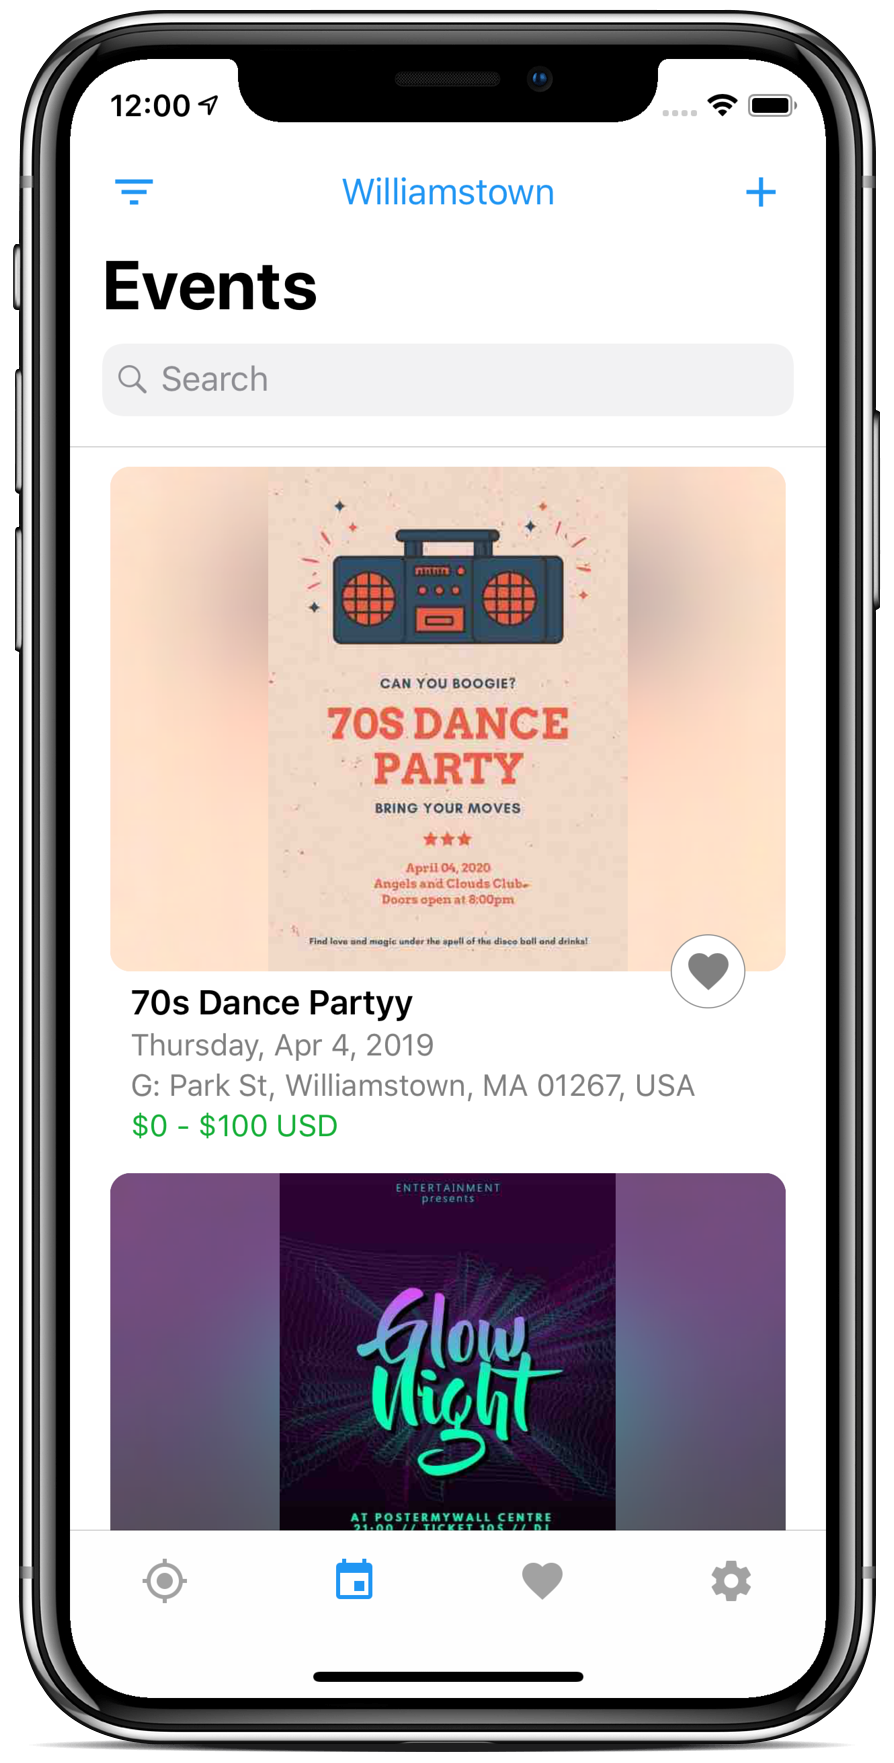 12:00
Williamstown
Events
Search
CAN YOU BOOGIE?
70S DANCE
PARTY
BRING YOUR MOVES
April 04, 2020
Angels and Clouds Club
Doors open at 8:00pm
Find love and magic under the spell of the disco ball and drinks!
70s Dance Partyy
Thursday, Apr 4, 2019
G: Park St, Williamstown, MA 01267, USA
$0 - $100 USD
ENTERTAINMENT
presents
Glow
Night
AT POSTERMYWALL CENTRE
21:00 // TICKET 10$ // DJ